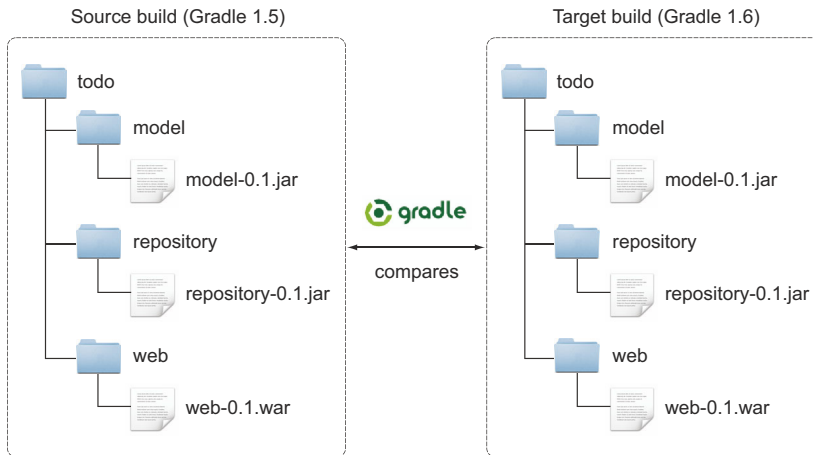 Source build (Gradle 1.5)
todo
model
model-0.1.jar
repository
repository-0.1.jar
web
web-0.1.war
gradle
compares
Target build (Gradle 1.6)
todo
model
model-0.1.jar
repository
repository-0.1.jar
web
web-0.1.war